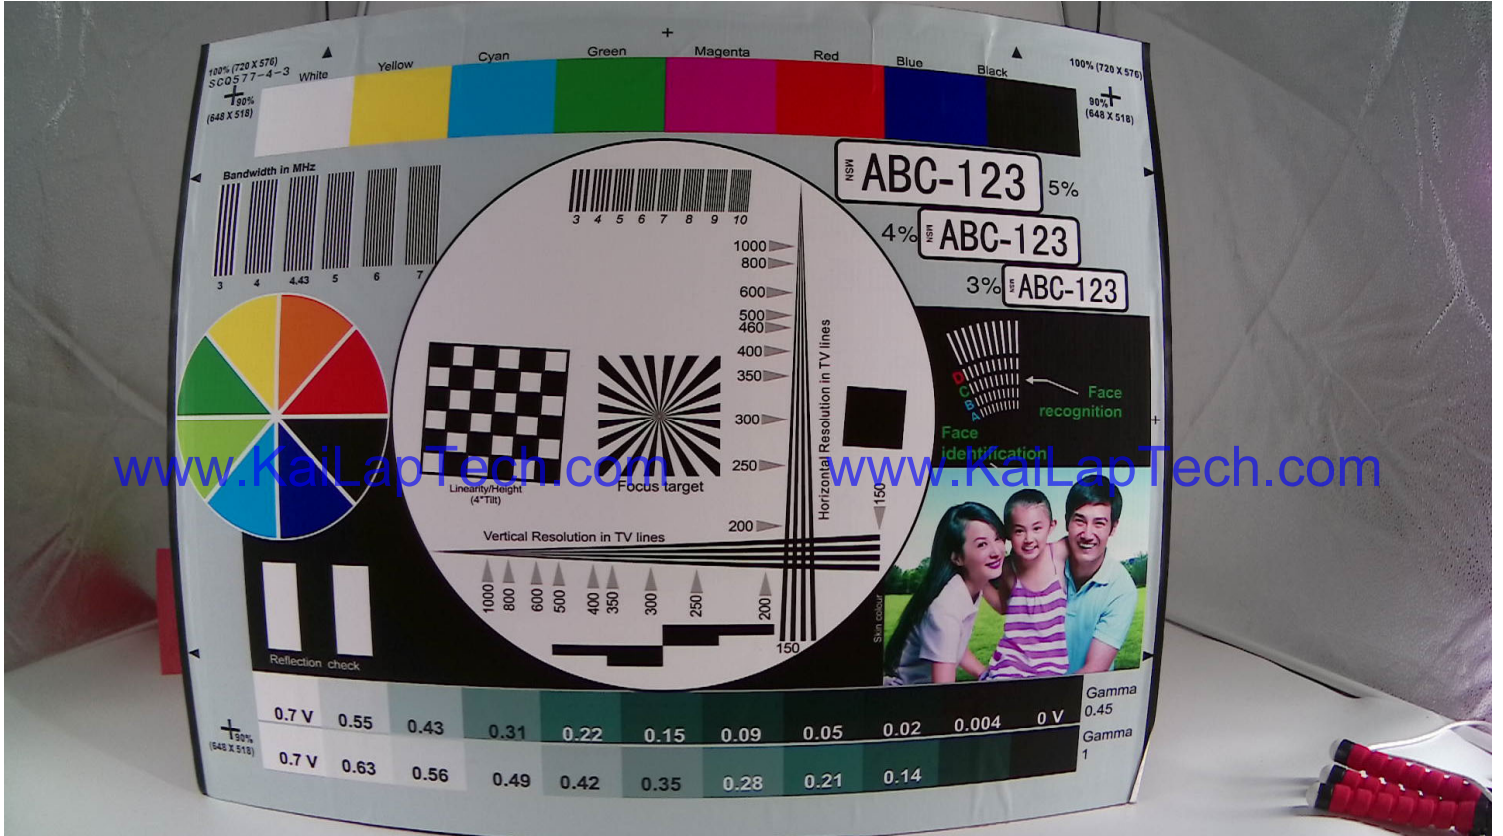 100% (720 X 576)
SCQ577-4-3
White
Yellow
Cyan
Green
Magenta
Red
Blue
Black
100% (720 X 576)
90%
(648 X 518)
90%
(648 X 518)
Bandwidth in MHz
3 4 4.43 5 6 7
3 4 5 6 7 8 9 10
MSN ABC-123 5%
4% MSN ABC-123
3% MSN ABC-123
1000
800
600
500
460
400
350
300
250
200
150
Horizontal Resolution in TV lines
150
D
C
B
A
Face
recognition
Face
identification
www.KaiLapTech.com www.KaiLapTech.com
Linearity/Height
(4"Tilt)
Focus target
Vertical Resolution in TV lines
1000 800 600 500 400 350 300 250 200
Skin colour
Reflection check
0.7 V 0.55 0.43 0.31 0.22 0.15 0.09 0.05 0.02 0.004 0 V
Gamma
0.45
90%
(648 X 518)
0.7 V 0.63 0.56 0.49 0.42 0.35 0.28 0.21 0.14
Gamma
1